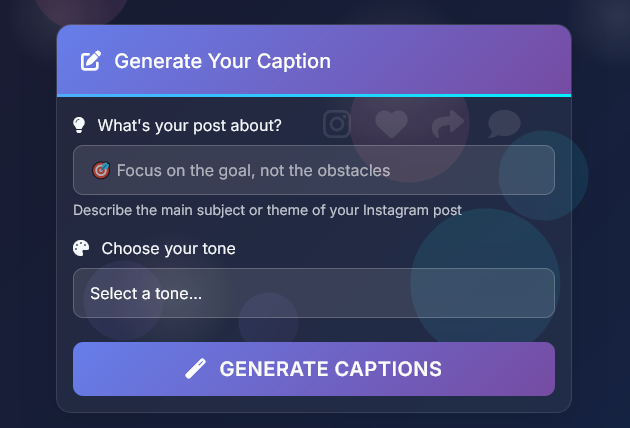 Generate Your Caption
What's your post about?
🎯 Focus on the goal, not the obstacles
Describe the main subject or theme of your Instagram post
Choose your tone
Select a tone...
GENERATE CAPTIONS